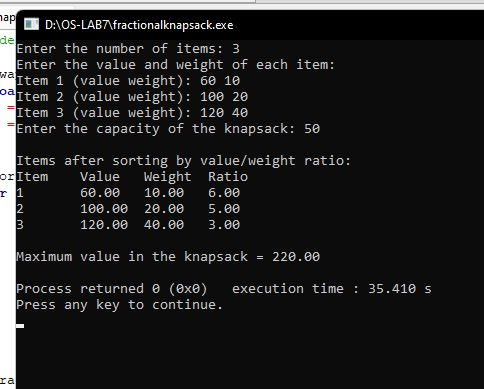 D:\OS-LAB7\fractionalknapsack.exe
Enter the number of items: 3
Enter the value and weight of each item:
Item 1 (value weight): 60 10
Item 2 (value weight): 100 20
Item 3 (value weight): 120 40
Enter the capacity of the knapsack: 50
Items after sorting by value/weight ratio:
Item Value Weight Ratio
1 60.00 10.00 6.00
2 100.00 20.00 5.00
3 120.00 40.00 3.00
Maximum value in the knapsack = 220.00
Process returned 0 (0x0) execution time : 35.410 s
Press any key to continue.